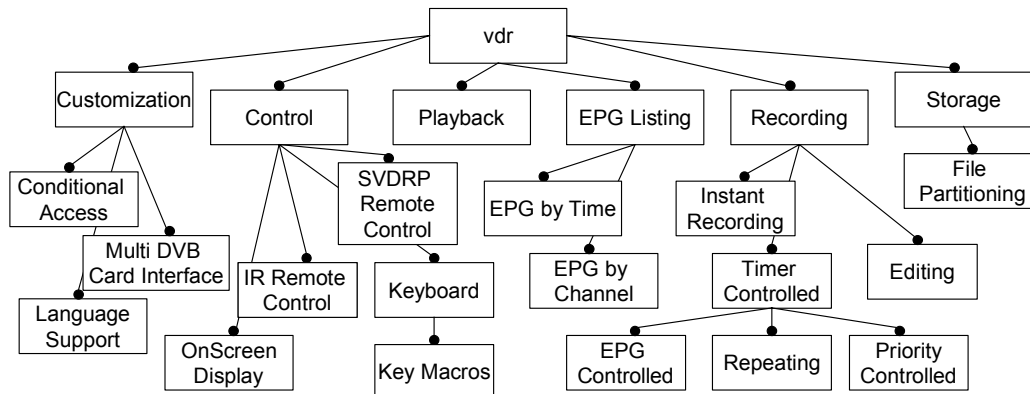 vdr
Customization
Control
Playback
EPG Listing
Recording
Storage
Conditional
Access
Multi DVB
Card Interface
Language
Support
SVDRP
Remote
Control
IR Remote
Control
OnScreen
Display
Keyboard
Key Macros
EPG by Time
EPG by
Channel
Instant
Recording
Timer
Controlled
Editing
EPG
Controlled
Repeating
Priority
Controlled
File
Partitioning